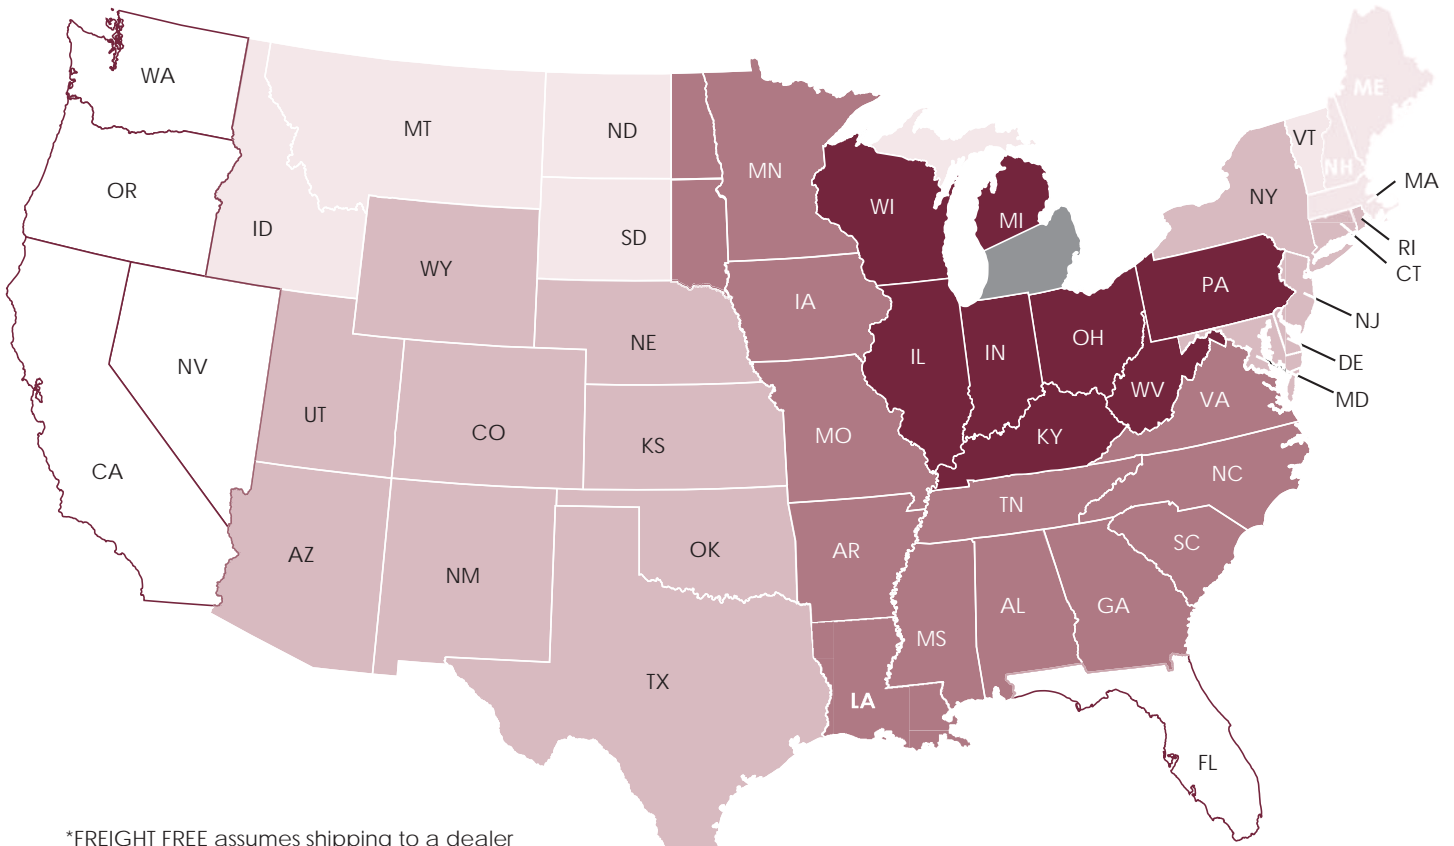 ME
WA
MT
ND
VT
NH
MN
MA
OR
NY
WI
MI
ID
SD
RI
WY
CT
PA
IA
NJ
NE
OH
IL
IN
DE
NV
WV
MD
UT
VA
CO
MO
KY
KS
CA
NC
TN
AZ
OK
AR
SC
NM
AL
GA
MS
TX
LA
FL
*FREIGHT FREE assumes shipping to a dealer